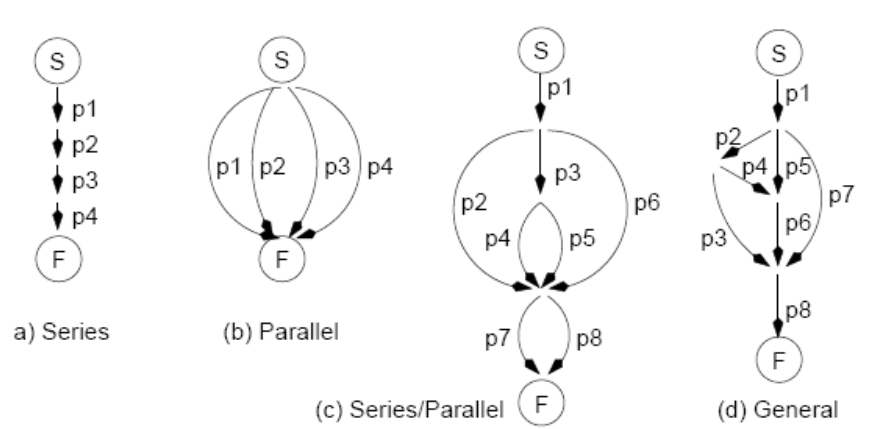 S
p1
p2
p3
p4
F
a) Series
S
p1
p2
p3
p4
F
(b) Parallel
S
p1
p2
p3
p6
p4
p5
p7
p8
F
(c) Series/Parallel
S
p1
p2
p4
p5
p7
p3
p6
p8
F
(d) General